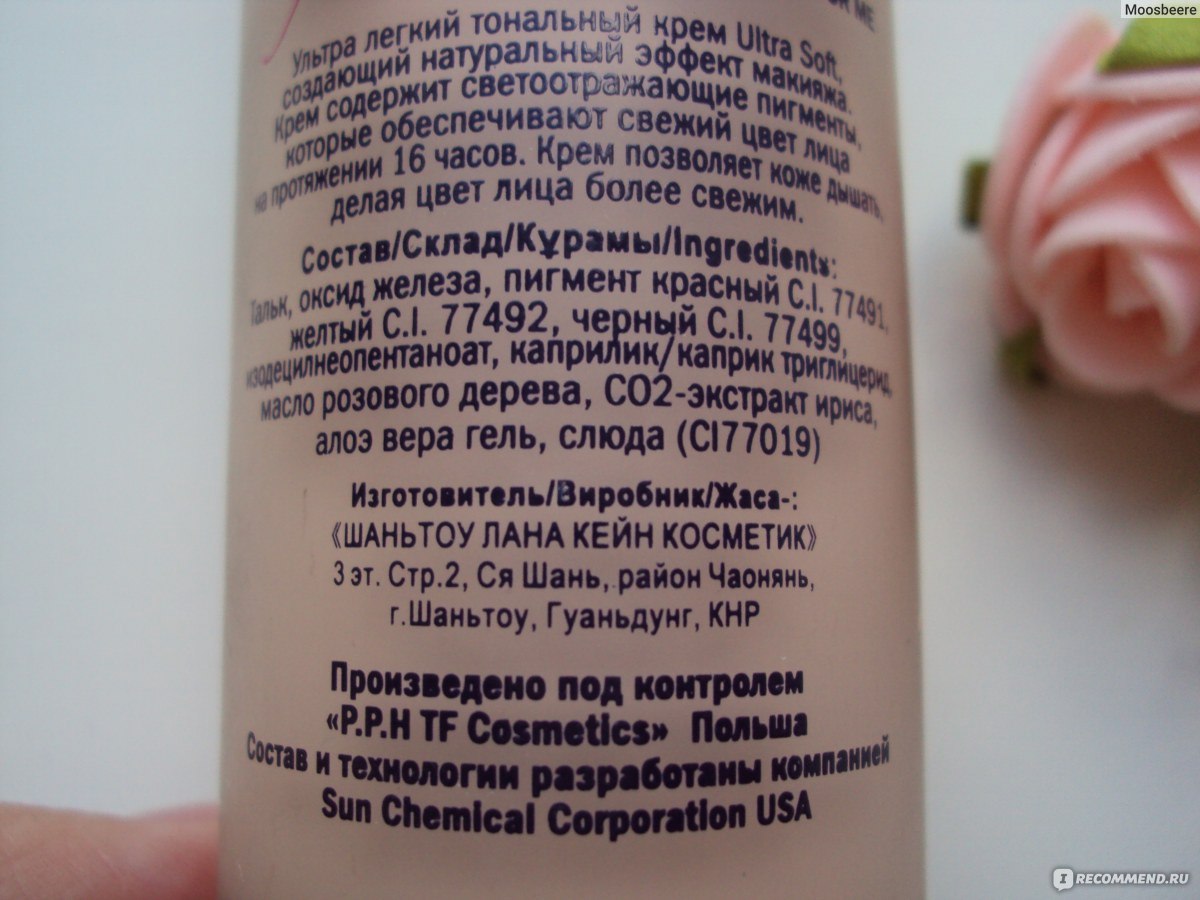 Moosbeere
ME
Ультра легкий тональный крем Ultra Soft,
создающий натуральный эффект макияжа.
Крем содержит светоотражающие пигменты,
которые обеспечивают свежий цвет лица
на протяжении 16 часов. Крем позволяет коже дышать,
делая цвет лица более свежим.
Состав/Склад/Құрамы/Ingredients:
Тальк, оксид железа, пигмент красный C.I. 77491,
желтый C.I. 77492, черный C.I. 77499,
изодецилнеопентаноат, каприлик/каприк триглицерид,
масло розового дерева, СО2-экстракт ириса,
алоэ вера гель, слюда (CI77019)
Изготовитель/Виробник/Жаса-:
《ШАНЬТОУ ЛАНА КЕЙН КОСМЕТИК》
3 эт. Стр.2, Ся Шань, район Чаонянь,
г.Шаньтоу, Гуаньдунг, КНР
Произведено под контролем
«P.P.H TF Cosmetics» Польша
Состав и технологии разработаны компанией
Sun Chemical Corporation USA
I RECOMMEND.RU